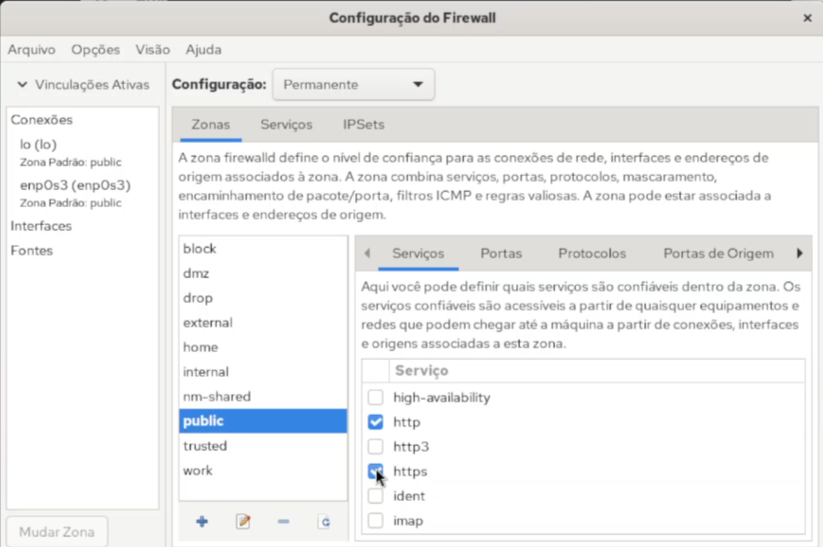 Configuração do Firewall
Arquivo Opções Visão Ajuda
Vinculações Ativas
Configuração: Permanente
Conexões
lo (lo)
Zona Padrão: public
enp0s3 (enp0s3)
Zona Padrão: public
Interfaces
Fontes
Mudar Zona
Zonas Serviços IPSets
A zona firewalld define o nível de confiança para as conexões de rede, interfaces e endereços de
origem associados à zona. A zona combina serviços, portas, protocolos, mascaramento,
encaminhamento de pacote/porta, filtros ICMP e regras valiosas. A zona pode estar associada a
interfaces e endereços de origem.
block
dmz
drop
external
home
internal
nm-shared
public
trusted
work
Serviços Portas Protocolos Portas de Origem
Aqui você pode definir quais serviços são confiáveis dentro da zona. Os
serviços confiáveis são acessíveis a partir de quaisquer equipamentos e
redes que podem chegar até a máquina a partir de conexões, interfaces
e origens associadas a esta zona.
Serviço
high-availability
http
http3
https
ident
imap